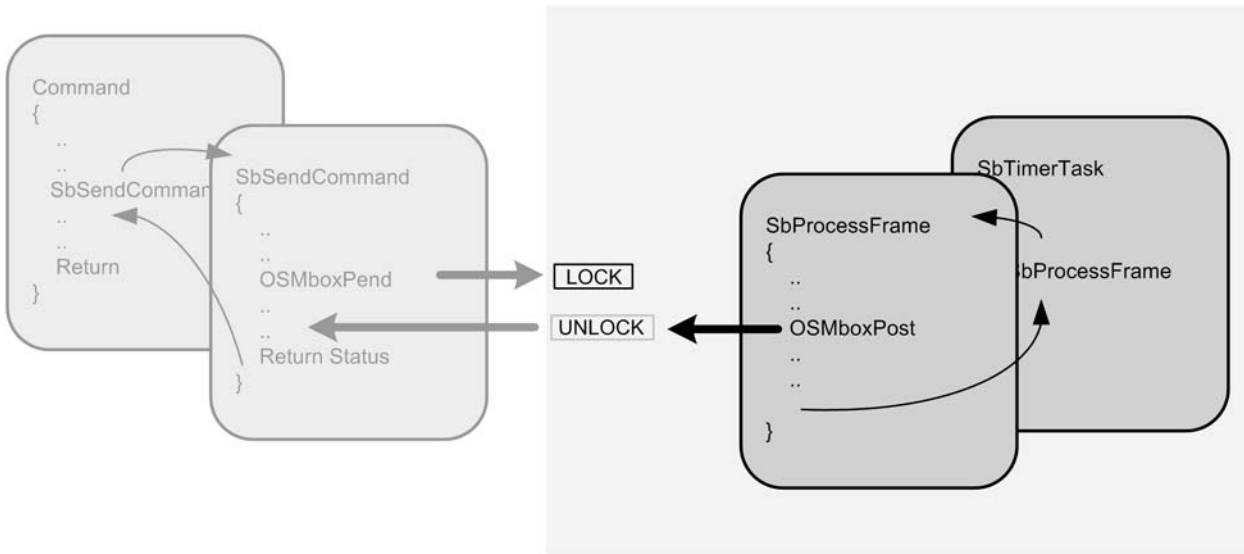 Command
{
..
..
SbSendComman
..
..
Return
}
SbSendCommand
{
..
..
OSMboxPend
..
..
Return Status
}
LOCK
UNLOCK
SbProcessFrame
{
..
..
OSMboxPost
..
..
}
SbTimerTask
bProcessFrame